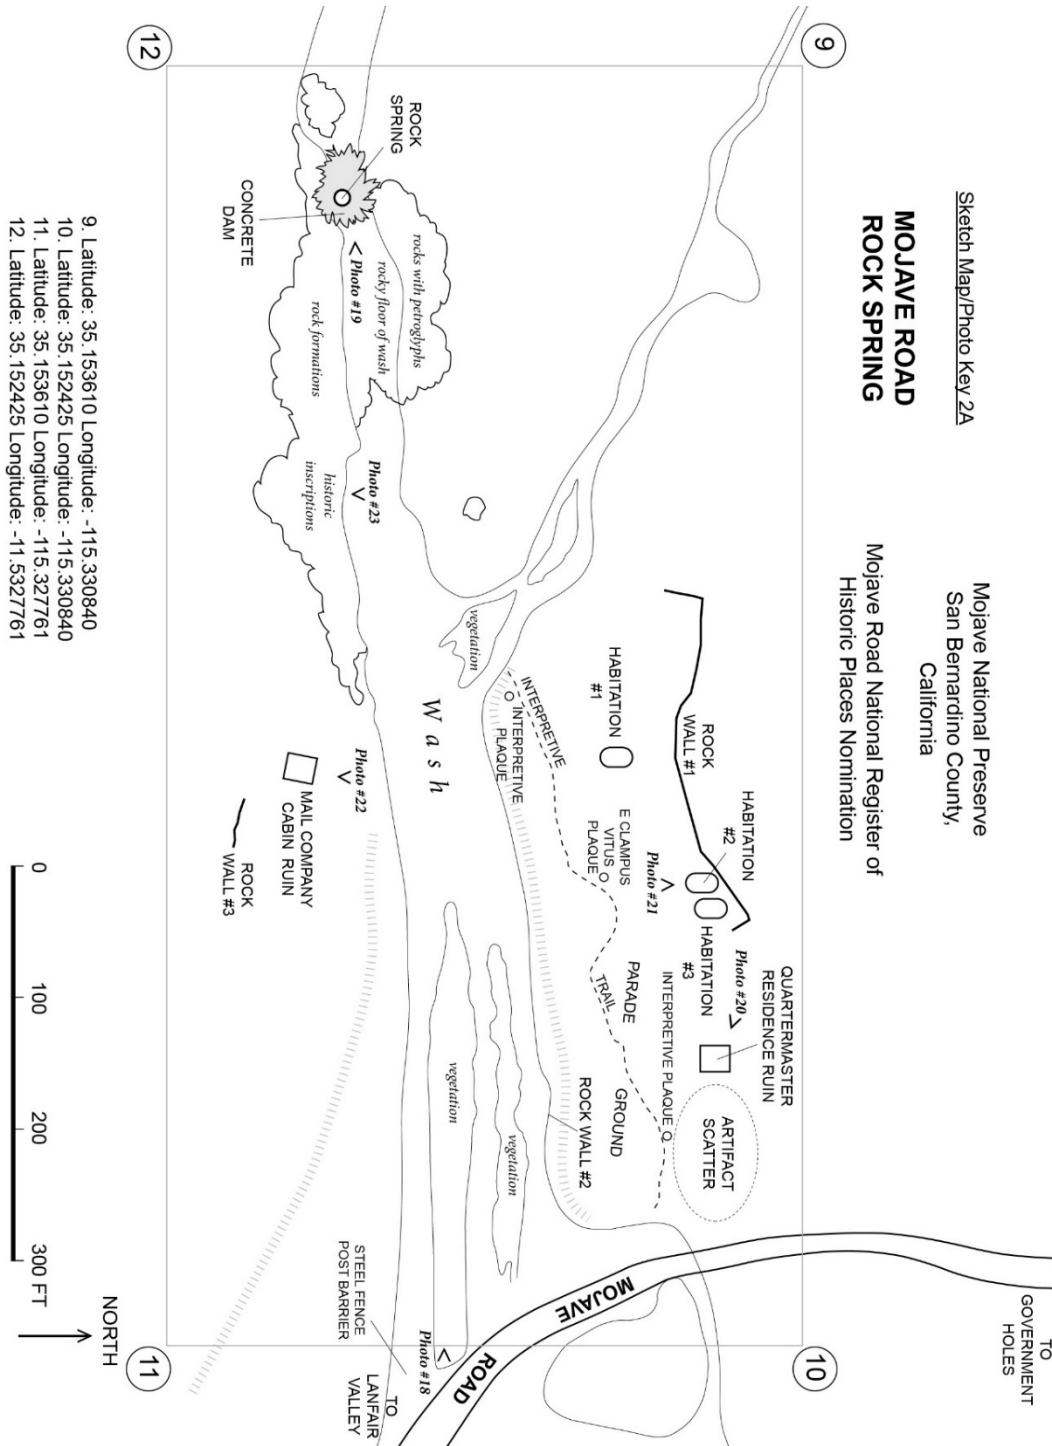 Sketch Map/Photo Key 2A
MOJAVE ROAD
ROCK SPRING
Mojave National Preserve
San Bernardino County,
California
Mojave Road National Register of
Historic Places Nomination
9
10
11
12
TO
GOVERNMENT
HOLES
QUARTERMASTER
RESIDENCE RUIN
HABITATION
#2
ROCK
WALL #1
Photo #20
ARTIFACT
SCATTER
HABITATION
#3
INTERPRETIVE PLAQUE
Photo #21
HABITATION
#1
PARADE
GROUND
E CLAMPUS
VITUS
PLAQUE
TRAIL
INTERPRETIVE
INTERPRETIVE
PLAQUE
ROCK WALL #2
MOJAVE
ROAD
vegetation
vegetation
vegetation
Wash
rocks with petroglyphs
rocky floor of wash
ROCK
SPRING
Photo #19
Photo #23
Photo #22
Photo #18
historic
inscriptions
rock formations
CONCRETE
DAM
MAIL COMPANY
CABIN RUIN
ROCK
WALL #3
STEEL FENCE
POST BARRIER
TO
LANFAIR
VALLEY
9. Latitude: 35.153610 Longitude: -115.330840
10. Latitude: 35.152425 Longitude: -115.330840
11. Latitude: 35.153610 Longitude: -115.327761
12. Latitude: 35.152425 Longitude: -11.5327761
0 100 200 300 FT
NORTH